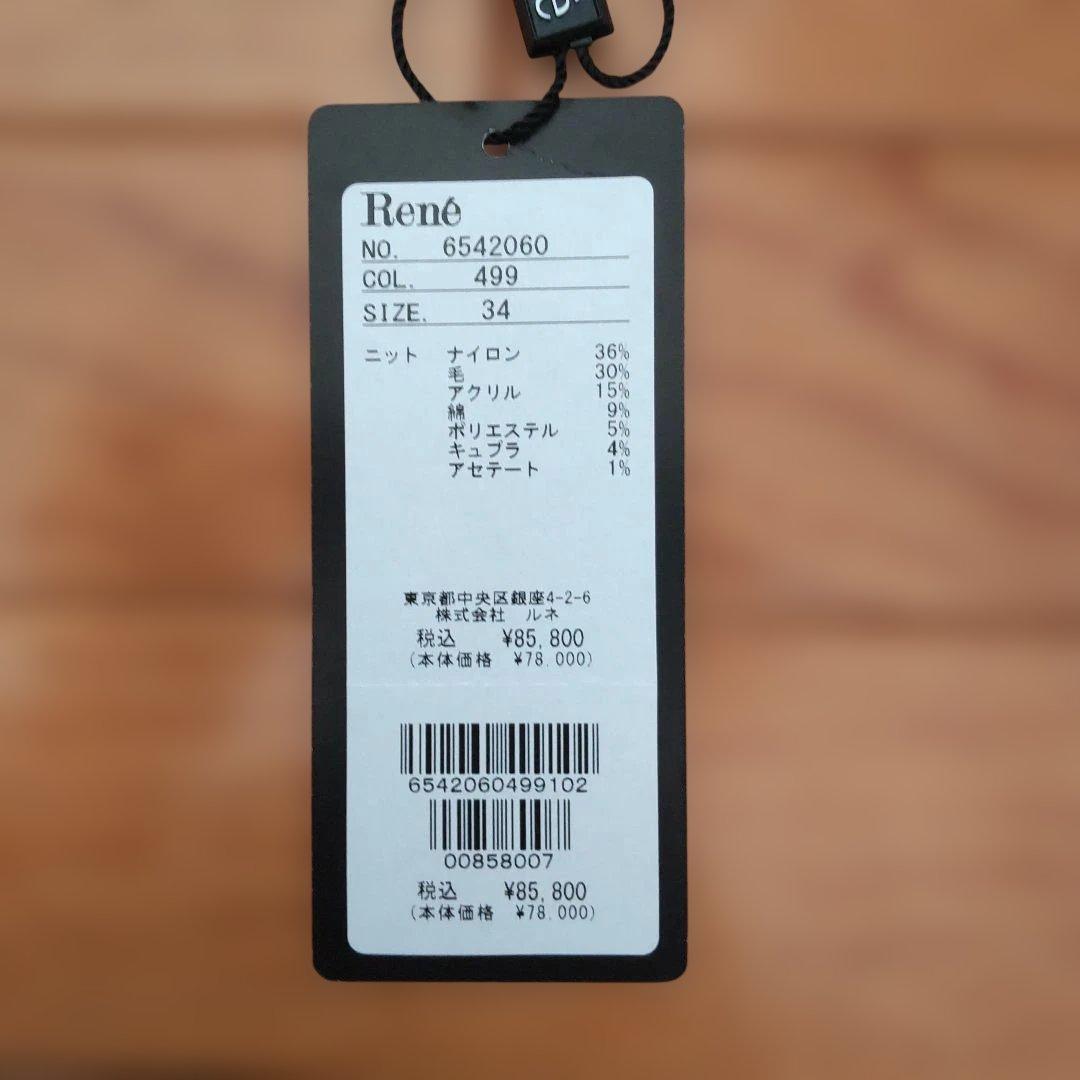 René
NO. 6542060
COL. 499
SIZE. 34
ニット ナイロン 36%
毛 30%
アクリル 15%
綿 9%
ポリエステル 5%
キュプラ 4%
アセテート 1%
東京都中央区銀座4-2-6
株式会社 ルネ
税込 ¥85,800
(本体価格 ¥78.000)
6542060499102
00858007
税込 ¥85,800
(本体価格 ¥78.000)